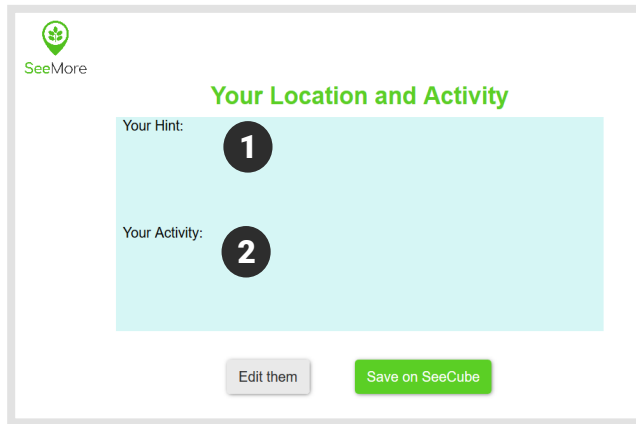 SeeMore
Your Location and Activity
Your Hint:
1
Your Activity:
2
Edit them
Save on SeeCube